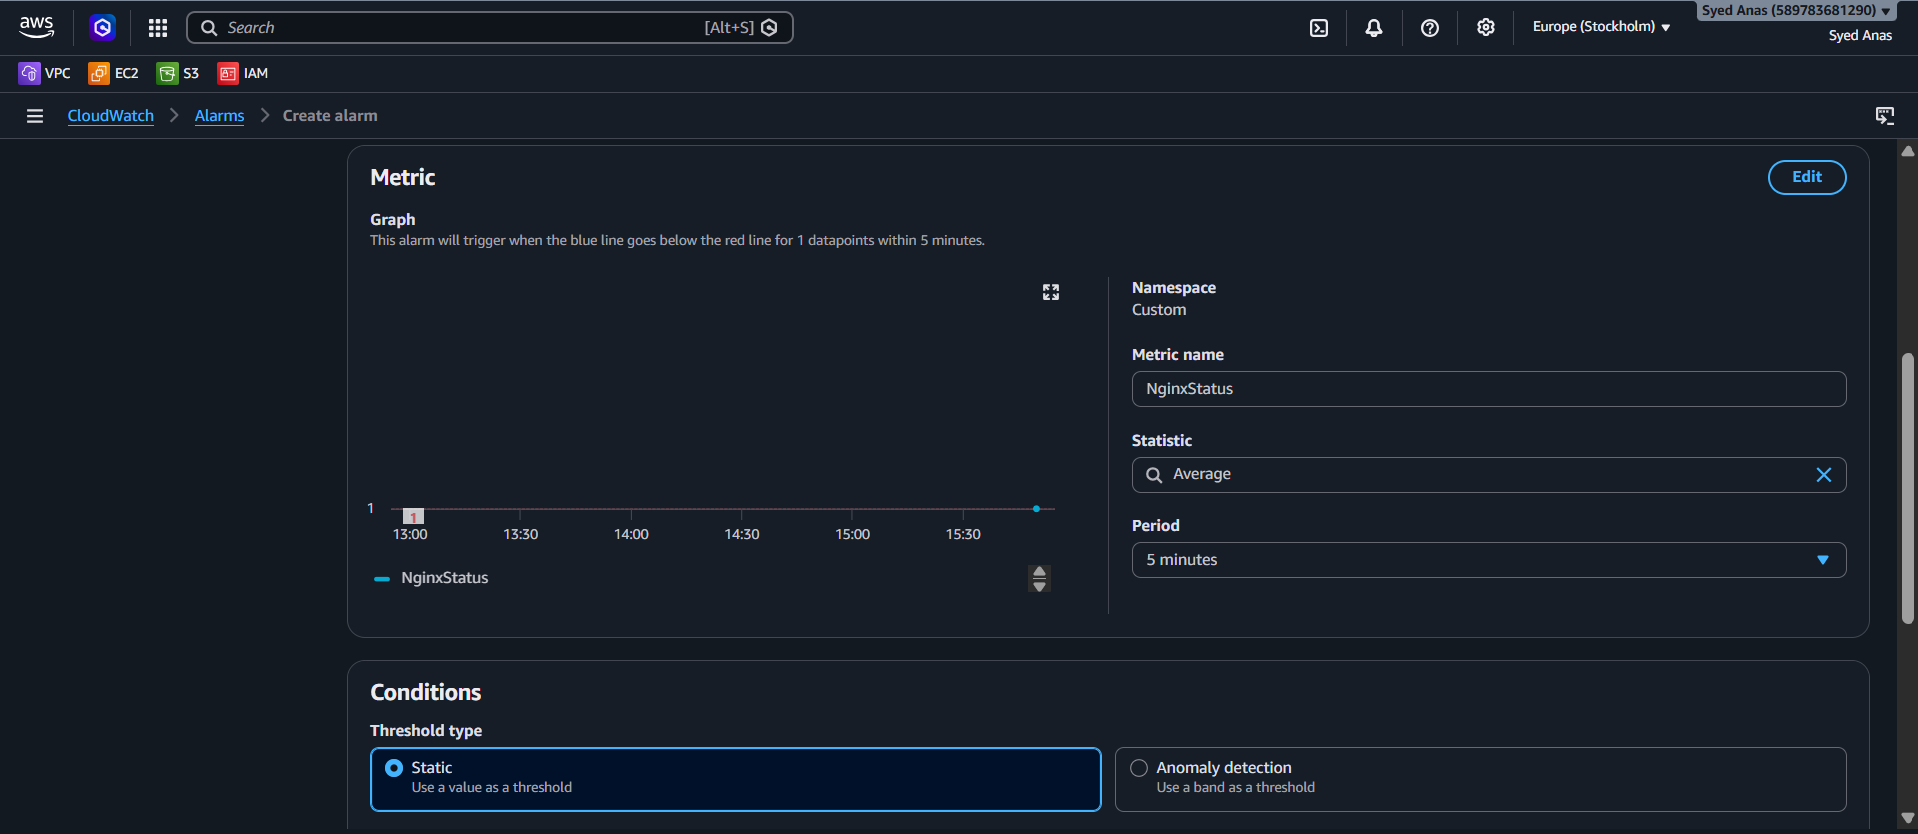 aws
Search
[Alt+S]
Europe (Stockholm)
Syed Anas (589783681290)
Syed Anas
VPC
EC2
S3
IAM
CloudWatch
Alarms
Create alarm
Metric
Edit
Graph
This alarm will trigger when the blue line goes below the red line for 1 datapoints within 5 minutes.
1
1
13:00
13:30
14:00
14:30
15:00
15:30
NginxStatus
Namespace
Custom
Metric name
NginxStatus
Statistic
Average
Period
5 minutes
Conditions
Threshold type
Static
Use a value as a threshold
Anomaly detection
Use a band as a threshold